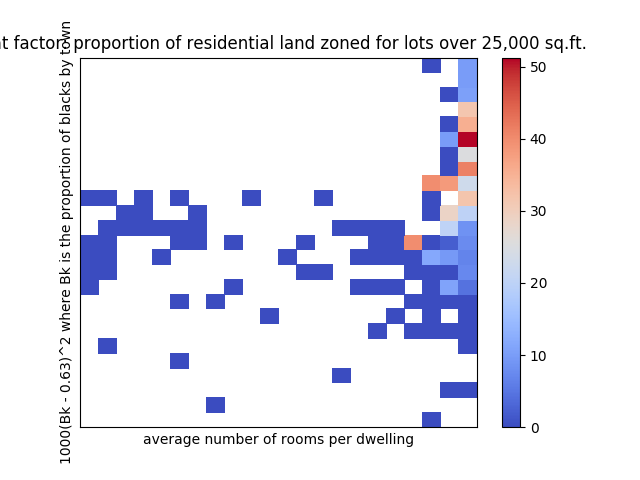 factor: proportion of residential land zoned for lots over 25,000 sq.ft.
1000(Bk - 0.63)^2 where Bk is the proportion of blacks by town
50
40
30
20
10
0
average number of rooms per dwelling